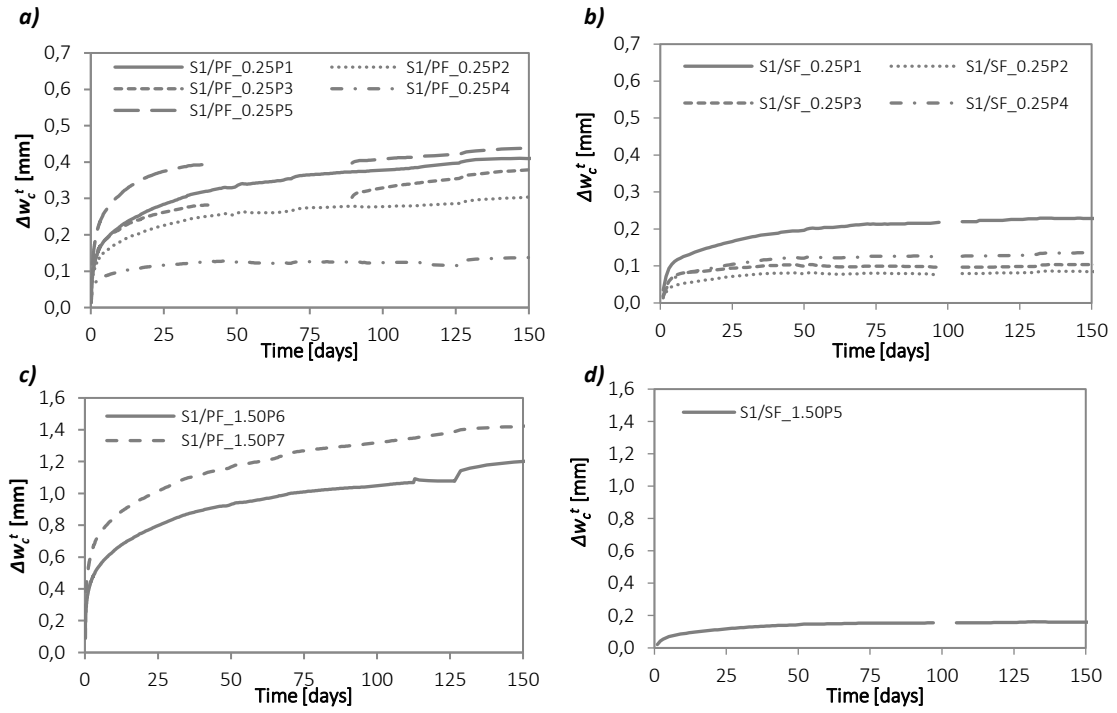 a)
0,7
0,6
0,5
0,4
0,3
0,2
0,1
0,0
Δw_c^t [mm]
S1/PF_0.25P1
S1/PF_0.25P2
S1/PF_0.25P3
S1/PF_0.25P4
S1/PF_0.25P5
0 25 50 75 100 125 150
Time [days]
b)
0,7
0,6
0,5
0,4
0,3
0,2
0,1
0,0
Δw_c^t [mm]
S1/SF_0.25P1
S1/SF_0.25P2
S1/SF_0.25P3
S1/SF_0.25P4
0 25 50 75 100 125 150
Time [days]
c)
1,6
1,4
1,2
1,0
0,8
0,6
0,4
0,2
0,0
Δw_c^t [mm]
S1/PF_1.50P6
S1/PF_1.50P7
0 25 50 75 100 125 150
Time [days]
d)
1,6
1,4
1,2
1,0
0,8
0,6
0,4
0,2
0,0
Δw_c^t [mm]
S1/SF_1.50P5
0 25 50 75 100 125 150
Time [days]